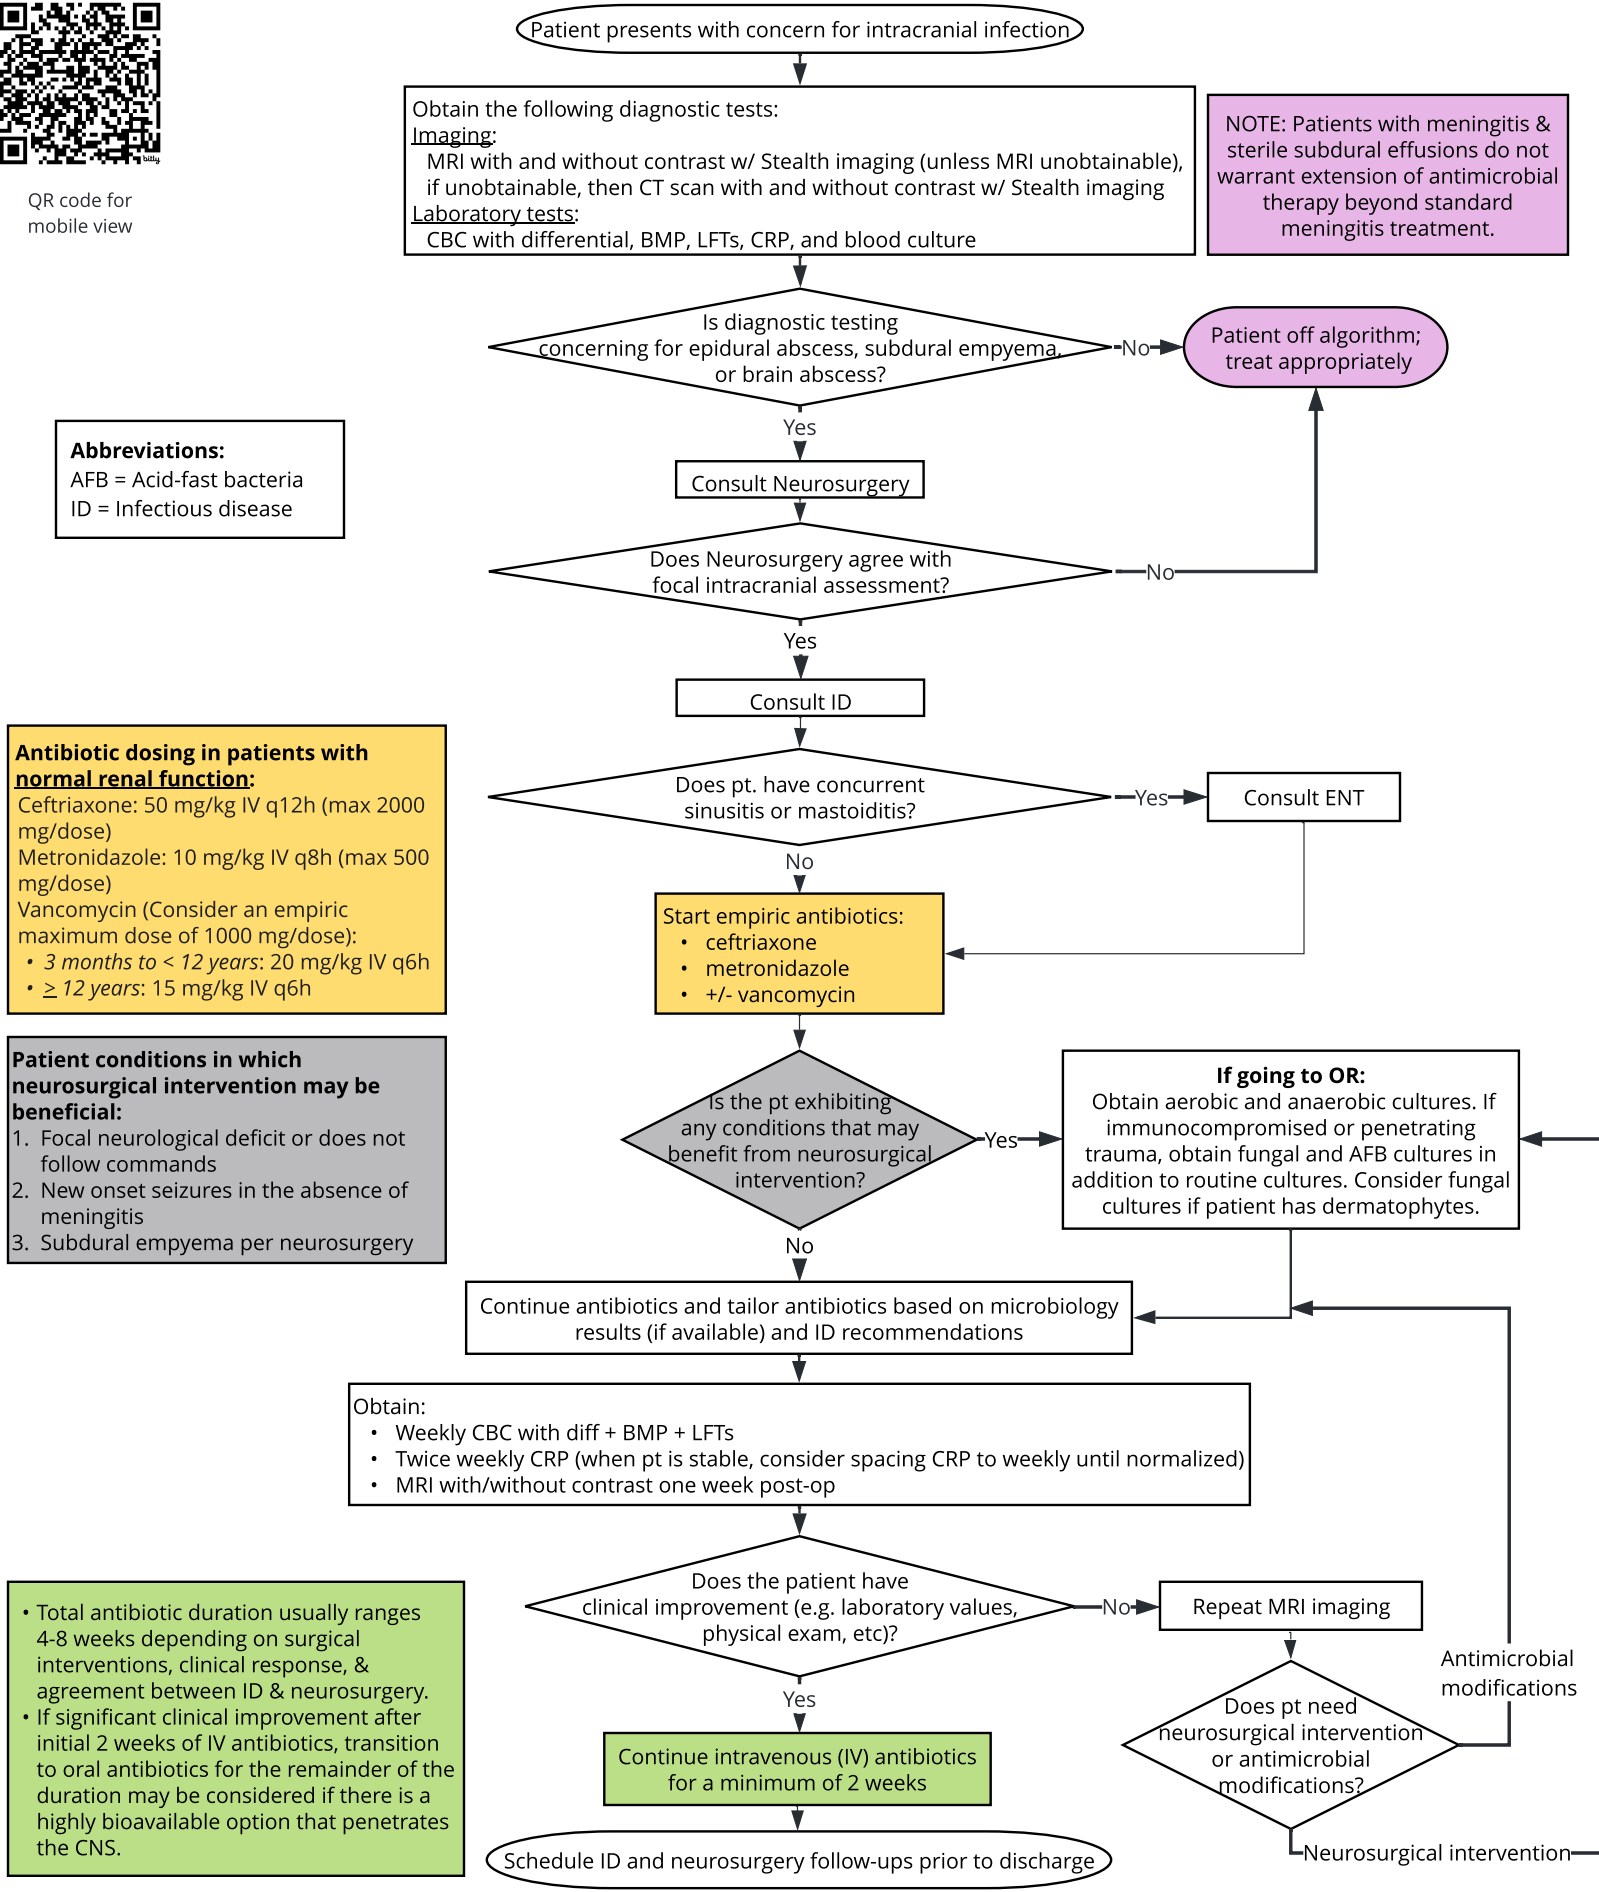 Patient presents with concern for intracranial infection
bitly
QR code for
mobile view
Obtain the following diagnostic tests:
Imaging:
MRI with and without contrast w/ Stealth imaging (unless MRI unobtainable),
if unobtainable, then CT scan with and without contrast w/ Stealth imaging
Laboratory tests:
CBC with differential, BMP, LFTs, CRP, and blood culture
NOTE: Patients with meningitis &
sterile subdural effusions do not
warrant extension of antimicrobial
therapy beyond standard
meningitis treatment.
Is diagnostic testing
concerning for epidural abscess, subdural empyema,
or brain abscess?
No
Patient off algorithm;
treat appropriately
Yes
Abbreviations:
AFB = Acid-fast bacteria
ID = Infectious disease
Consult Neurosurgery
Does Neurosurgery agree with
focal intracranial assessment?
No
Yes
Consult ID
Antibiotic dosing in patients with
normal renal function:
Ceftriaxone: 50 mg/kg IV q12h (max 2000
mg/dose)
Metronidazole: 10 mg/kg IV q8h (max 500
mg/dose)
Vancomycin (Consider an empiric
maximum dose of 1000 mg/dose):
• 3 months to < 12 years: 20 mg/kg IV q6h
• ≥ 12 years: 15 mg/kg IV q6h
Does pt. have concurrent
sinusitis or mastoiditis?
Yes
Consult ENT
No
Start empiric antibiotics:
• ceftriaxone
• metronidazole
• +/- vancomycin
Patient conditions in which
neurosurgical intervention may be
beneficial:
1. Focal neurological deficit or does not
follow commands
2. New onset seizures in the absence of
meningitis
3. Subdural empyema per neurosurgery
Is the pt exhibiting
any conditions that may
benefit from neurosurgical
intervention?
Yes
If going to OR:
Obtain aerobic and anaerobic cultures. If
immunocompromised or penetrating
trauma, obtain fungal and AFB cultures in
addition to routine cultures. Consider fungal
cultures if patient has dermatophytes.
No
Continue antibiotics and tailor antibiotics based on microbiology
results (if available) and ID recommendations
Obtain:
• Weekly CBC with diff + BMP + LFTs
• Twice weekly CRP (when pt is stable, consider spacing CRP to weekly until normalized)
• MRI with/without contrast one week post-op
Does the patient have
clinical improvement (e.g. laboratory values,
physical exam, etc)?
No
Repeat MRI imaging
Antimicrobial
modifications
Does pt need
neurosurgical intervention
or antimicrobial
modifications?
Neurosurgical intervention
Yes
• Total antibiotic duration usually ranges
4-8 weeks depending on surgical
interventions, clinical response, &
agreement between ID & neurosurgery.
• If significant clinical improvement after
initial 2 weeks of IV antibiotics, transition
to oral antibiotics for the remainder of the
duration may be considered if there is a
highly bioavailable option that penetrates
the CNS.
Continue intravenous (IV) antibiotics
for a minimum of 2 weeks
Schedule ID and neurosurgery follow-ups prior to discharge